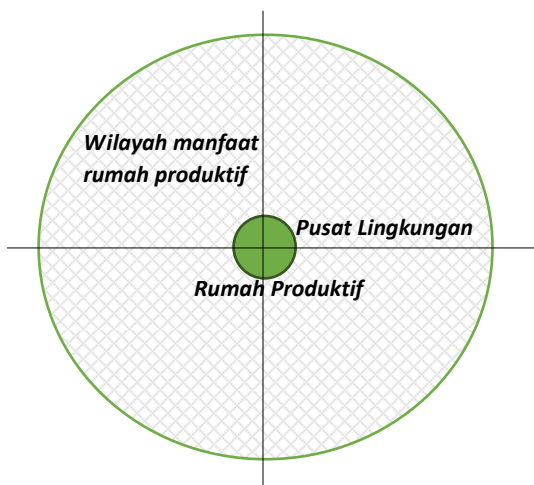 Wilayah manfaat
rumah produktif
Pusat Lingkungan
Rumah Produktif